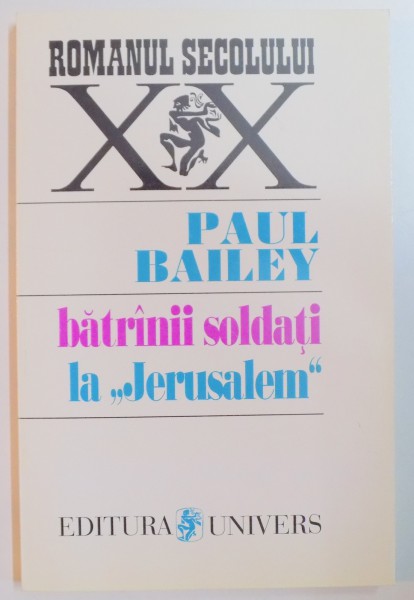 ROMANUL SECOLULUI
XX
PAUL
BAILEY
bătrînii soldaţi
la „Jerusalem“
EDITURA UNIVERS